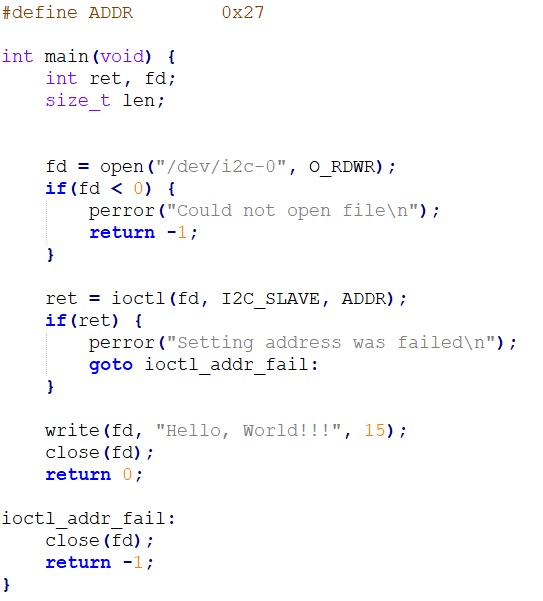 #define ADDR        0x27
int main(void) {
    int ret, fd;
    size_t len;
    fd = open("/dev/i2c-0", O_RDWR);
    if(fd < 0) {
        perror("Could not open file\n");
        return -1;
    }
    ret = ioctl(fd, I2C_SLAVE, ADDR);
    if(ret) {
        perror("Setting address was failed\n");
        goto ioctl_addr_fail:
    }
    write(fd, "Hello, World!!!", 15);
    close(fd);
    return 0;
ioctl_addr_fail:
    close(fd);
    return -1;
}